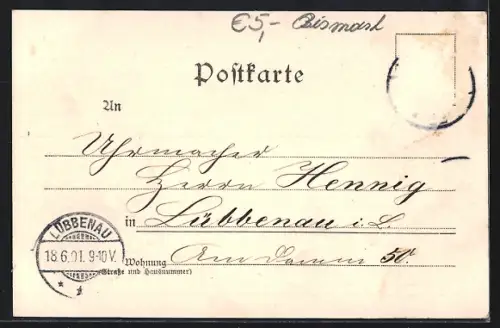 €5,- Bismark
Postkarte
An
Uhrmacher
Herrn Hennig
in Lübbenau i. L.
Wohnung Am Damm 50.
(Straße und Hausnummer)
LÜBBENAU
18.6.01. 9-10V.